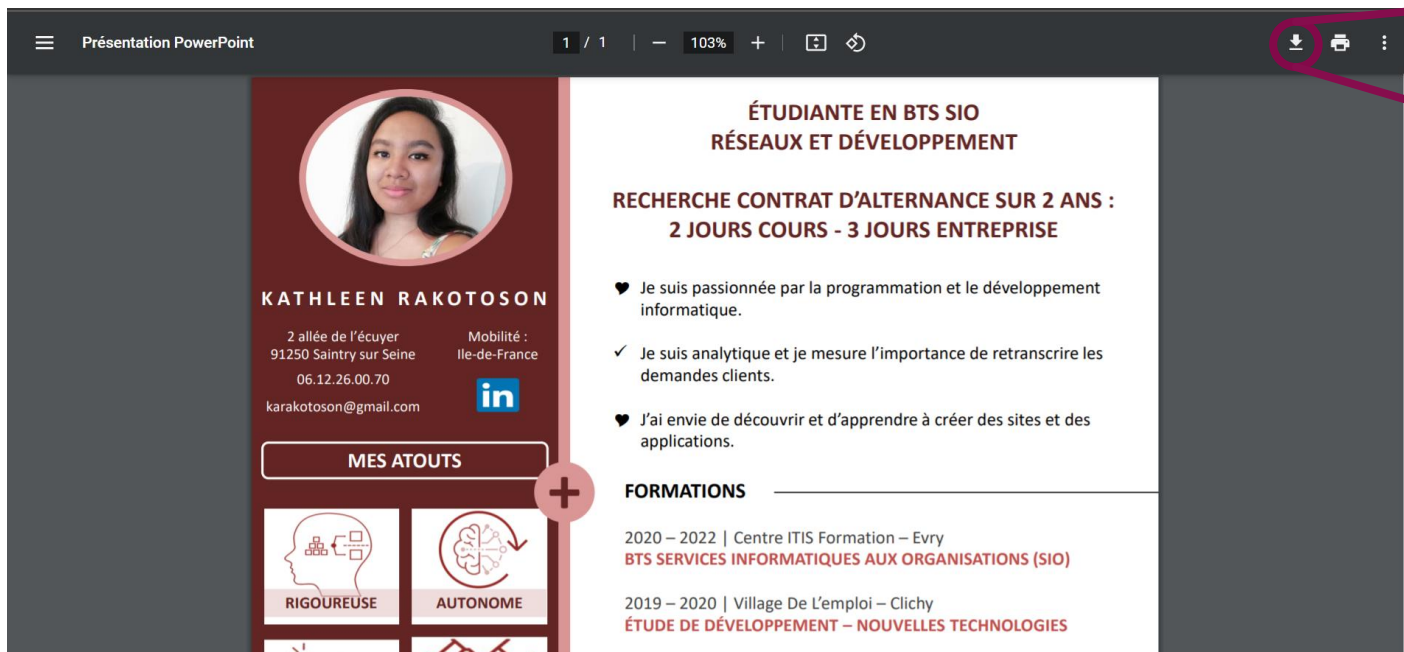 Présentation PowerPoint
1 / 1
103%
KATHLEEN RAKOTOSON
2 allée de l’écuyer
91250 Saintry sur Seine
06.12.26.00.70
karakotoson@gmail.com
Mobilité :
Ile-de-France
in
MES ATOUTS
RIGOUREUSE
AUTONOME
ÉTUDIANTE EN BTS SIO
RÉSEAUX ET DÉVELOPPEMENT
RECHERCHE CONTRAT D’ALTERNANCE SUR 2 ANS :
2 JOURS COURS - 3 JOURS ENTREPRISE
Je suis passionnée par la programmation et le développement
informatique.
Je suis analytique et je mesure l’importance de retranscrire les
demandes clients.
J’ai envie de découvrir et d’apprendre à créer des sites et des
applications.
FORMATIONS
2020 – 2022 | Centre ITIS Formation – Evry
BTS SERVICES INFORMATIQUES AUX ORGANISATIONS (SIO)
2019 – 2020 | Village De L’emploi – Clichy
ÉTUDE DE DÉVELOPPEMENT – NOUVELLES TECHNOLOGIES